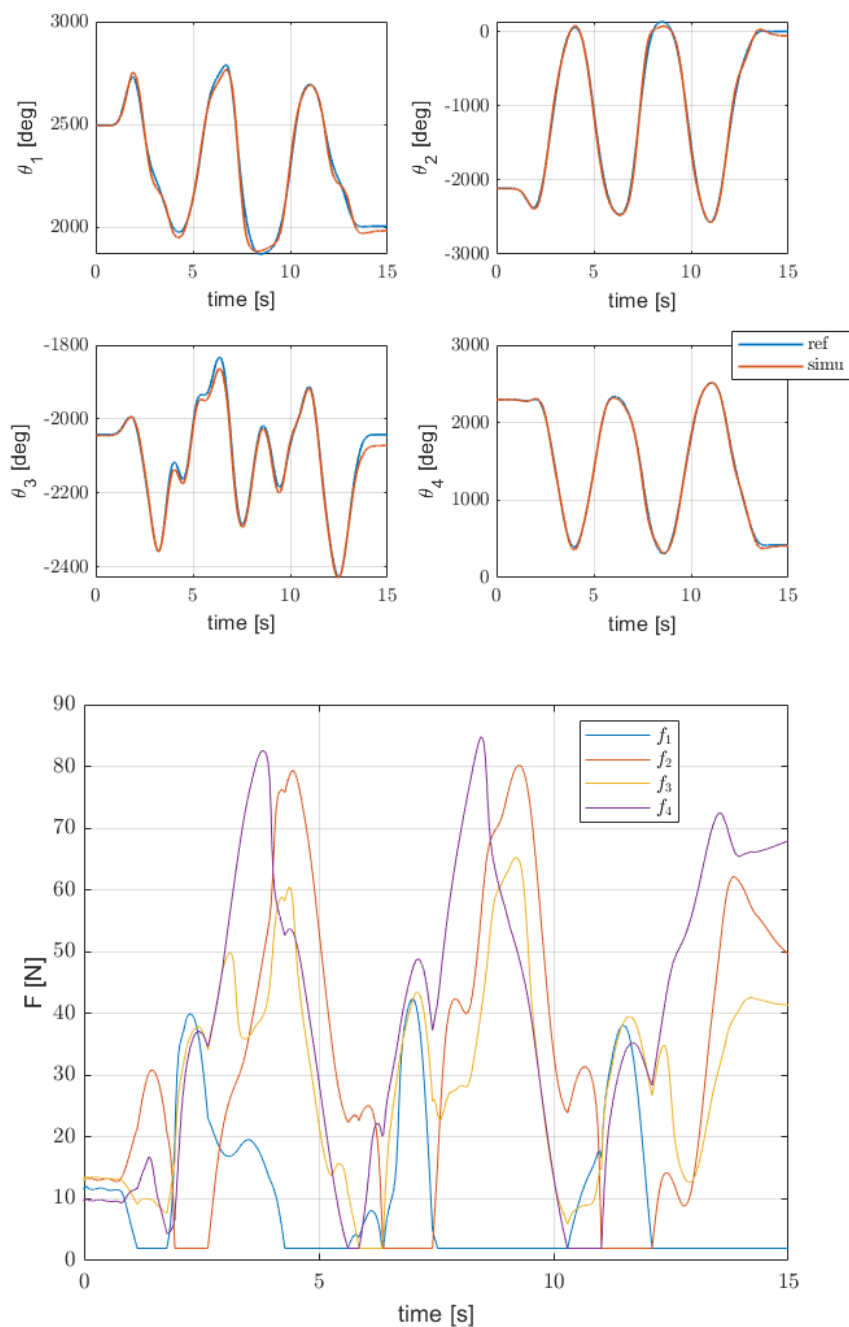 3000
2500
2000
θ1 [deg]
0 5 10 15
time [s]
0
-1000
-2000
-3000
θ2 [deg]
0 5 10 15
time [s]
-1800
-2000
-2200
-2400
θ3 [deg]
0 5 10 15
time [s]
3000
2000
1000
0
θ4 [deg]
0 5 10 15
time [s]
ref
simu
90
80
70
60
50
40
30
20
10
0
F [N]
0 5 10 15
time [s]
f1
f2
f3
f4